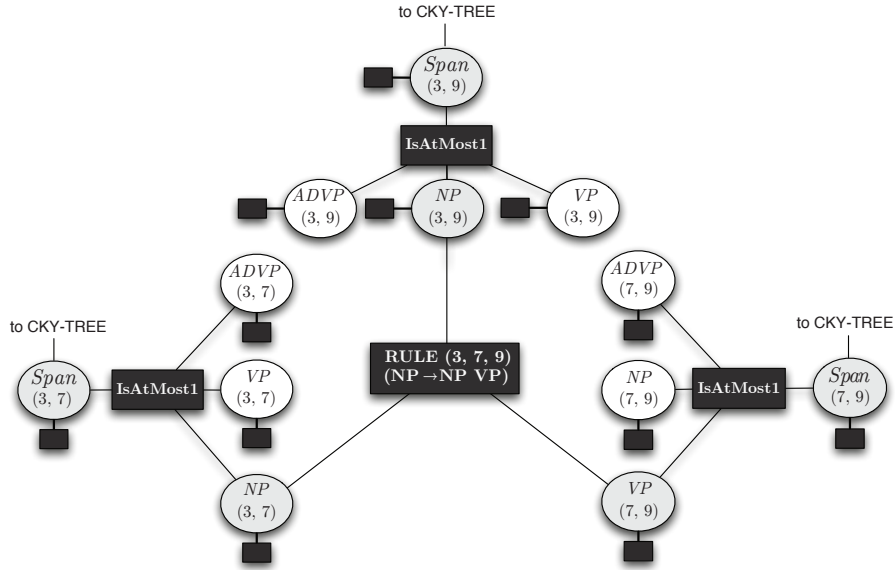 to CKY-TREE
Span
(3, 9)
IsAtMost1
ADVP
(3, 9)
NP
(3, 9)
VP
(3, 9)
ADVP
(3, 7)
ADVP
(7, 9)
to CKY-TREE
to CKY-TREE
Span
(3, 7)
IsAtMost1
VP
(3, 7)
RULE (3, 7, 9)
(NP→NP VP)
NP
(7, 9)
IsAtMost1
Span
(7, 9)
NP
(3, 7)
VP
(7, 9)